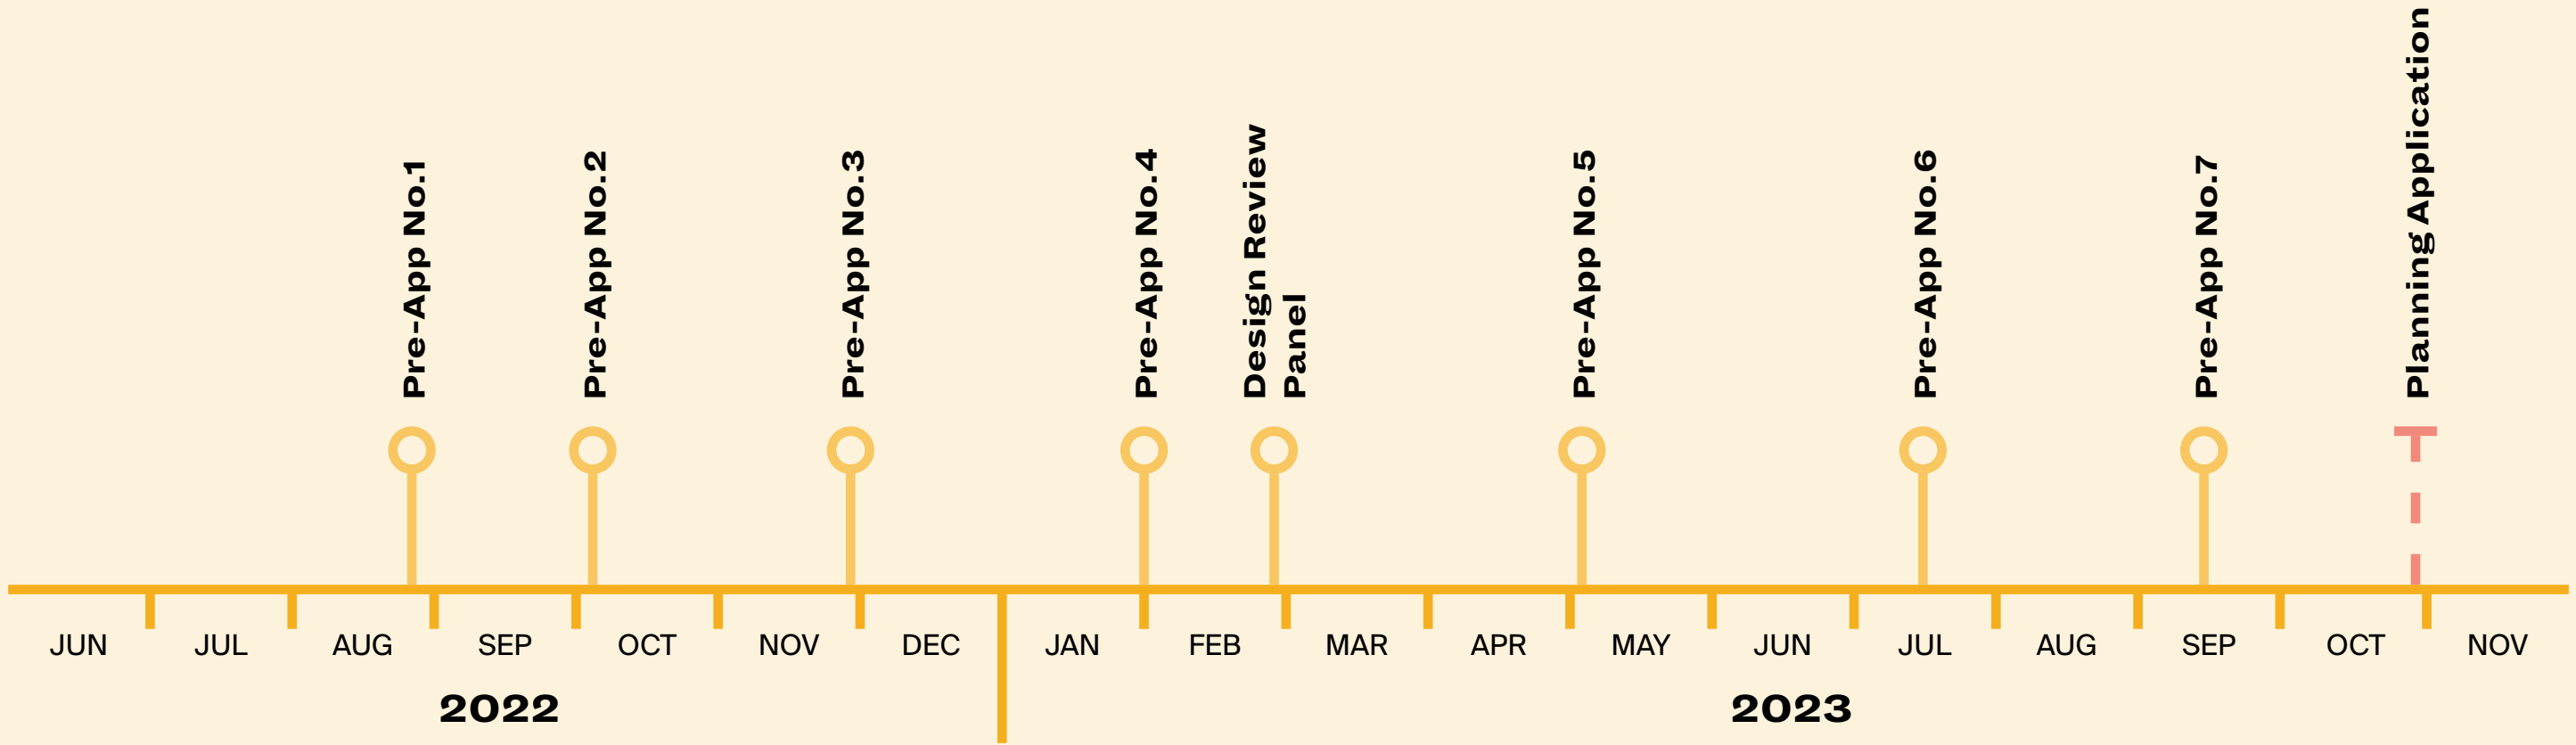 Pre-App No.1
Pre-App No.2
Pre-App No.3
Pre-App No.4
Design Review
Panel
Pre-App No.5
Pre-App No.6
Pre-App No.7
Planning Application
JUN
JUL
AUG
SEP
OCT
NOV
DEC
JAN
FEB
MAR
APR
MAY
JUN
JUL
AUG
SEP
OCT
NOV
2022
2023